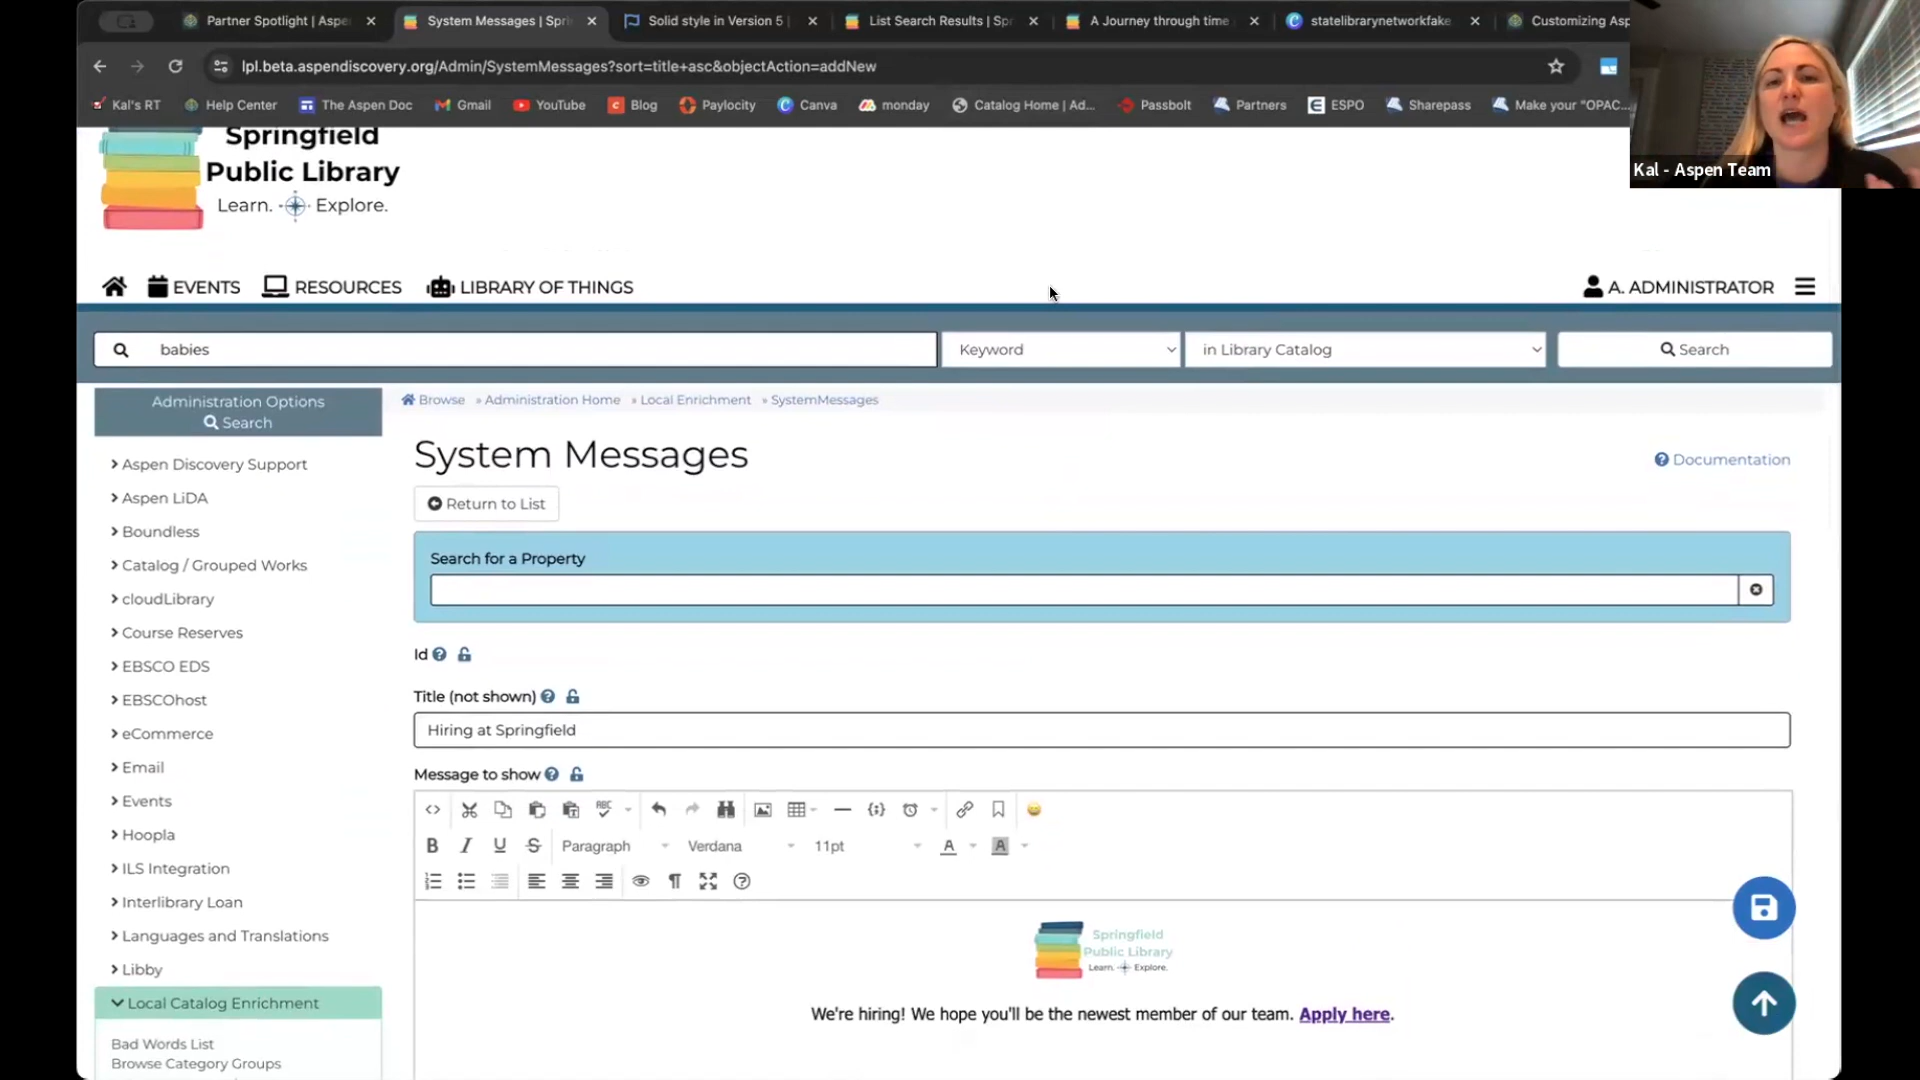 Partner Spotlight | Aspe
System Messages | Spri
Solid style in Version 5 |
List Search Results | Sp
A Journey through time
statelibrarynetworkfake
Customizing Asp
lpl.beta.aspendiscovery.org/Admin/SystemMessages?sort=title+asc&objectAction=addNew
Kal's RT
Help Center
The Aspen Doc
Gmail
YouTube
Blog
Paylocity
Canva
monday
Catalog Home | Ad...
Passbolt
Partners
ESPO
Sharepass
Make your "OPAC...
Kal - Aspen Team
Springfield
Public Library
Learn. Explore.
EVENTS
RESOURCES
LIBRARY OF THINGS
A. ADMINISTRATOR
babies
Keyword
in Library Catalog
Search
Administration Options
Search
Browse » Administration Home » Local Enrichment » SystemMessages
Aspen Discovery Support
Aspen LiDA
Boundless
Catalog / Grouped Works
cloudLibrary
Course Reserves
EBSCO EDS
EBSCOhost
eCommerce
Email
Events
Hoopla
ILS Integration
Interlibrary Loan
Languages and Translations
Libby
Local Catalog Enrichment
Bad Words List
Browse Category Groups
System Messages
Documentation
Return to List
Search for a Property
Id
Title (not shown)
Hiring at Springfield
Message to show
ABC
B I U S Paragraph Verdana 11pt A A
Springfield
Public Library
Learn. Explore.
We're hiring! We hope you'll be the newest member of our team. Apply here.